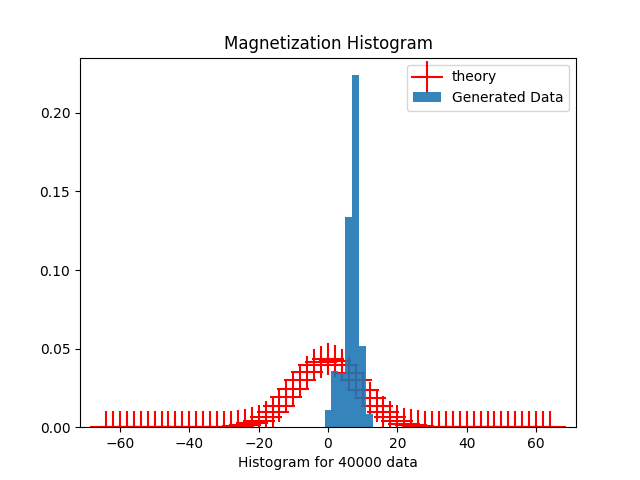 Magnetization Histogram
theory
Generated Data
0.20
0.15
0.10
0.05
0.00
−60 −40 −20 0 20 40 60
Histogram for 40000 data